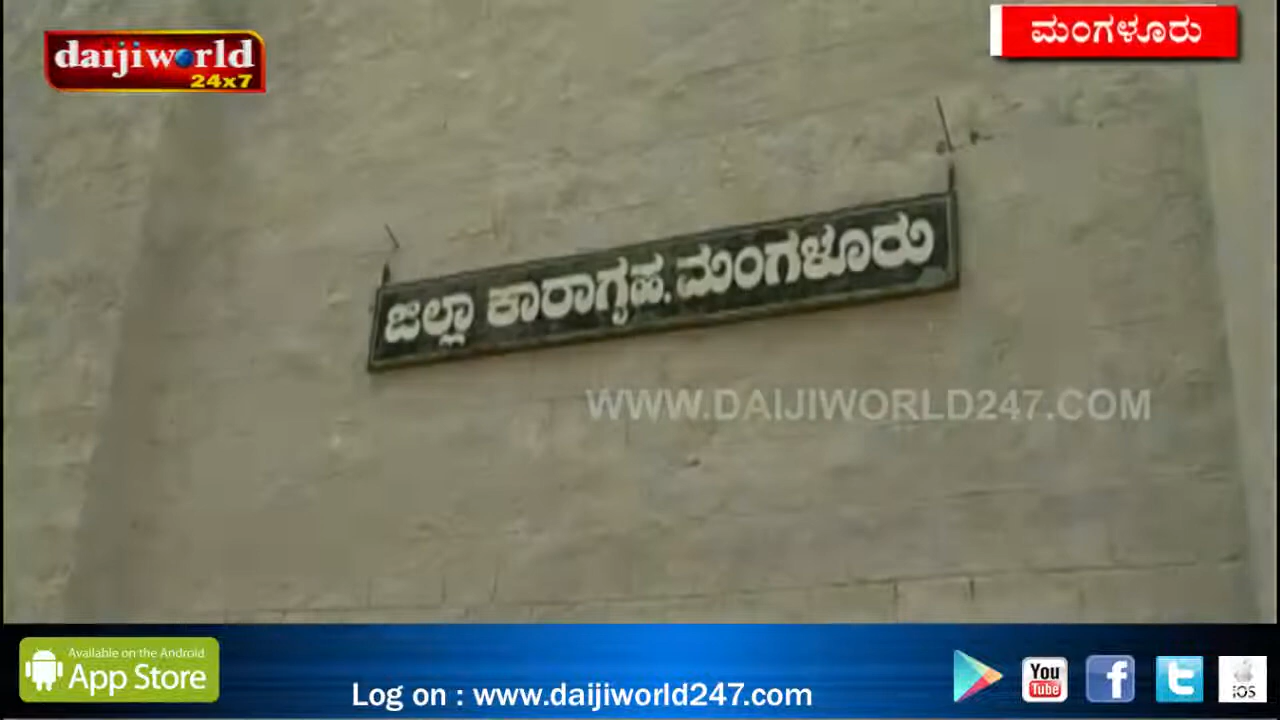 daijiworld
24x7
ಮಂಗಳೂರು
ಜಿಲ್ಲಾ ಕಾರಾಗೃಹ, ಮಂಗಳೂರು
WWW.DAIJIWORLD247.COM
Available on the Android
App Store
Log on : www.daijiworld247.com
You
Tube
f
t
iOS